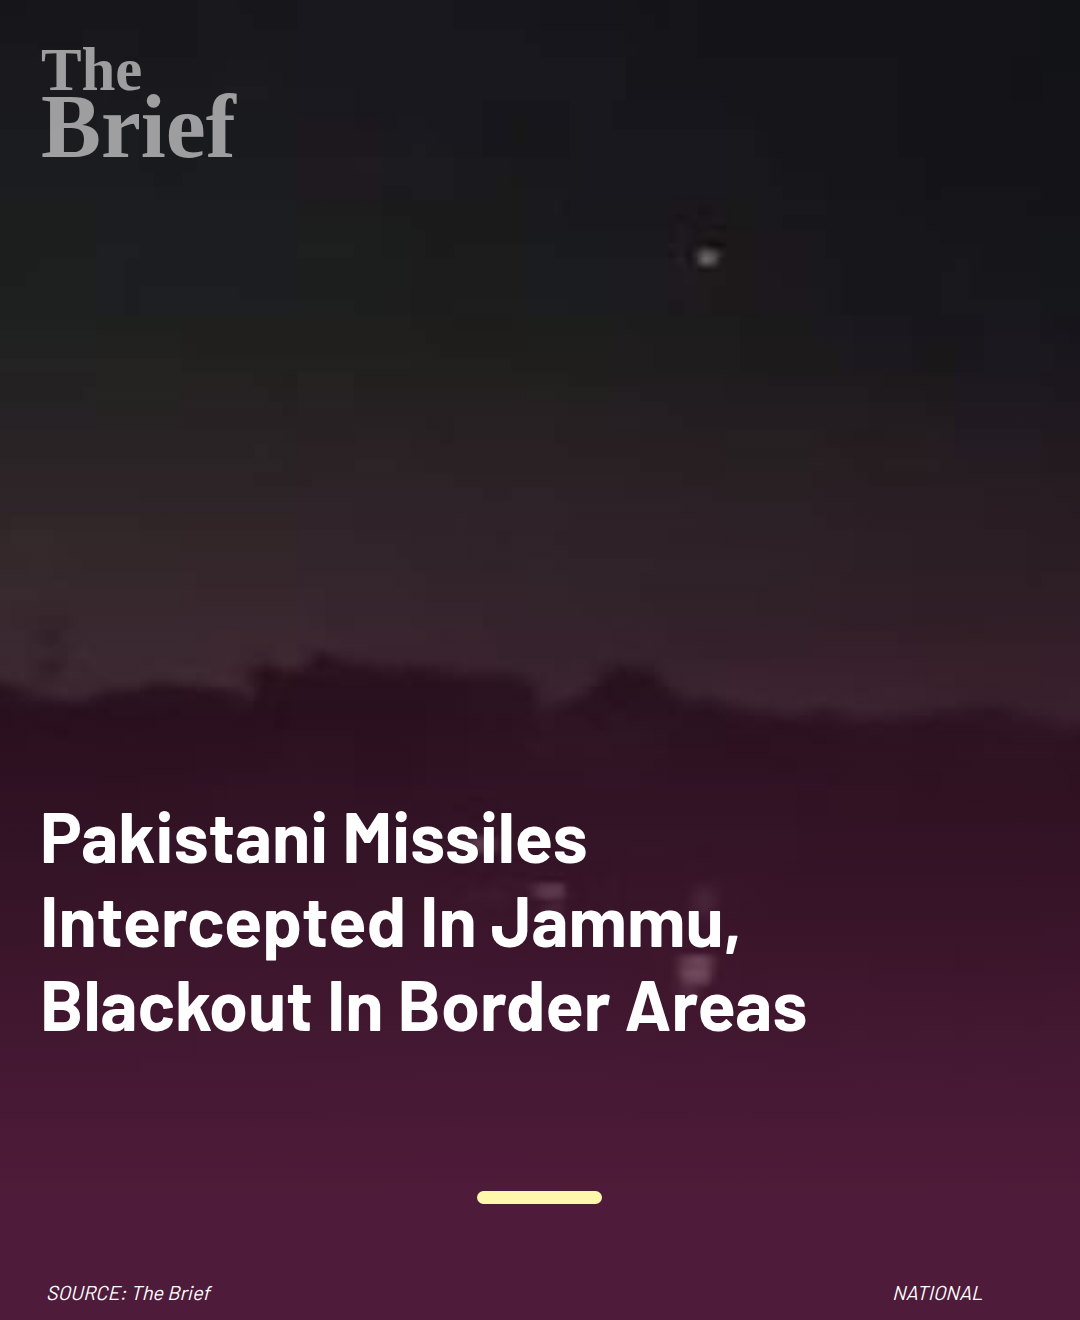 The
Brief
Pakistani Missiles
Intercepted In Jammu,
Blackout In Border Areas
SOURCE: The Brief
NATIONAL